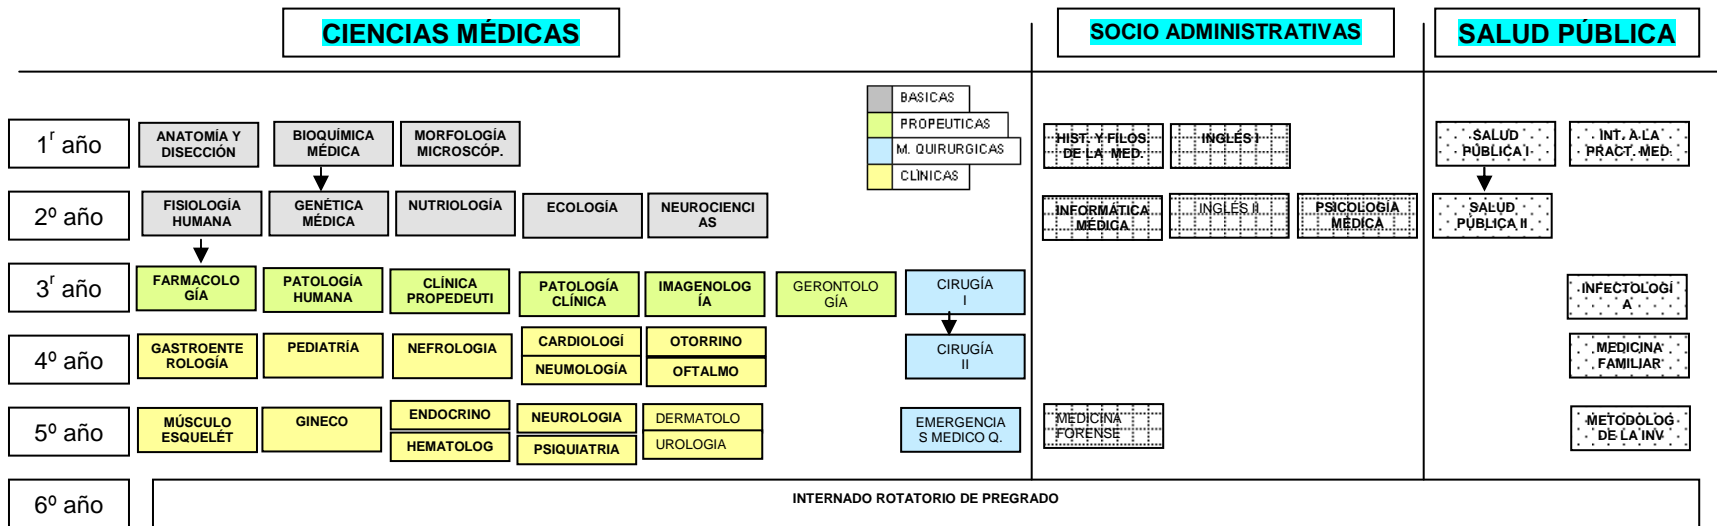 CIENCIAS MÉDICAS
SOCIO ADMINISTRATIVAS
SALUD PÚBLICA
BASICAS
PROPEUTICAS
M. QUIRURGICAS
CLÍNICAS
1r año
ANATOMÍA Y
DISECCIÓN
BIOQUÍMICA
MÉDICA
MORFOLOGÍA
MICROSCÓP.
HIST. Y FILOS.
DE LA MED.
INGLÉS I
SALUD
PÚBLICA I
INT. A LA
PRACT. MED.
2º año
FISIOLOGÍA
HUMANA
GENÉTICA
MÉDICA
NUTRIOLOGÍA
ECOLOGÍA
NEUROCIENCI
AS
INFORMÁTICA
MÉDICA
INGLÉS II
PSICOLOGÍA
MÉDICA
SALUD
PÚBLICA II
3r año
FARMACOLO
GÍA
PATOLOGÍA
HUMANA
CLÍNICA
PROPEDEUTI
PATOLOGÍA
CLÍNICA
IMAGENOLOG
ÍA
GERONTOLO
GÍA
CIRUGÍA
I
INFECTOLOGÍ
A
4º año
GASTROENTE
ROLOGÍA
PEDIATRÍA
NEFROLOGIA
CARDIOLOGÍ
NEUMOLOGÍA
OTORRINO
OFTALMO
CIRUGÍA
II
MEDICINA
FAMILIAR
5º año
MÚSCULO
ESQUELÉT
GINECO
ENDOCRINO
HEMATOLOG
NEUROLOGIA
PSIQUIATRIA
DERMATOLO
UROLOGIA
EMERGENCIA
S MEDICO Q.
MEDICINA
FORENSE
METODOLOG
DE LA INV
6º año
INTERNADO ROTATORIO DE PREGRADO